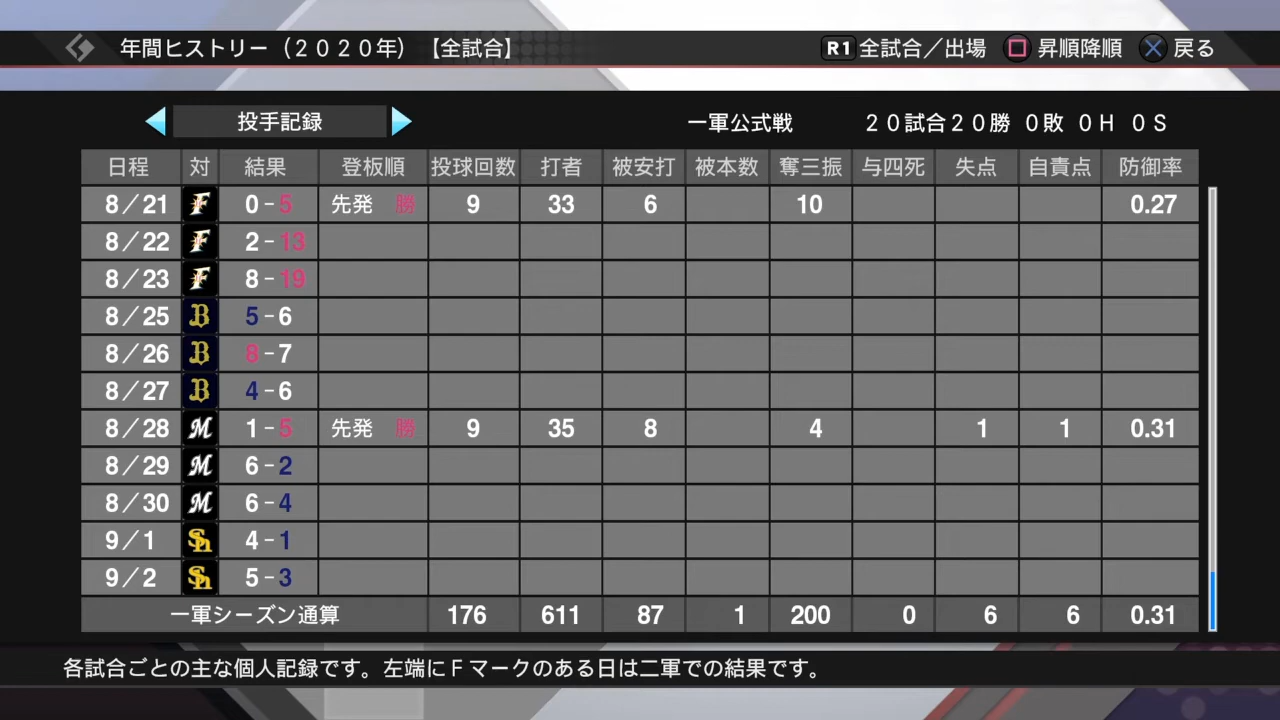 年間ヒストリー（２０２０年）【全試合】 R1 全試合／出場 昇順降順 戻る
投手記録 一軍公式戦 ２０試合２０勝 ０敗 ０Ｈ ０Ｓ
日程 対 結果 登板順 投球回数 打者 被安打 被本数 奪三振 与四死 失点 自責点 防御率
8／21 F 0-5 先発 勝 9 33 6 10 0.27
8／22 F 2-13
8／23 F 8-19
8／25 B 5-6
8／26 B 8-7
8／27 B 4-6
8／28 M 1-5 先発 勝 9 35 8 4 1 1 0.31
8／29 M 6-2
8／30 M 6-4
9／1 Sh 4-1
9／2 Sh 5-3
一軍シーズン通算 176 611 87 1 200 0 6 6 0.31
各試合ごとの主な個人記録です。左端にＦマークのある日は二軍での結果です。